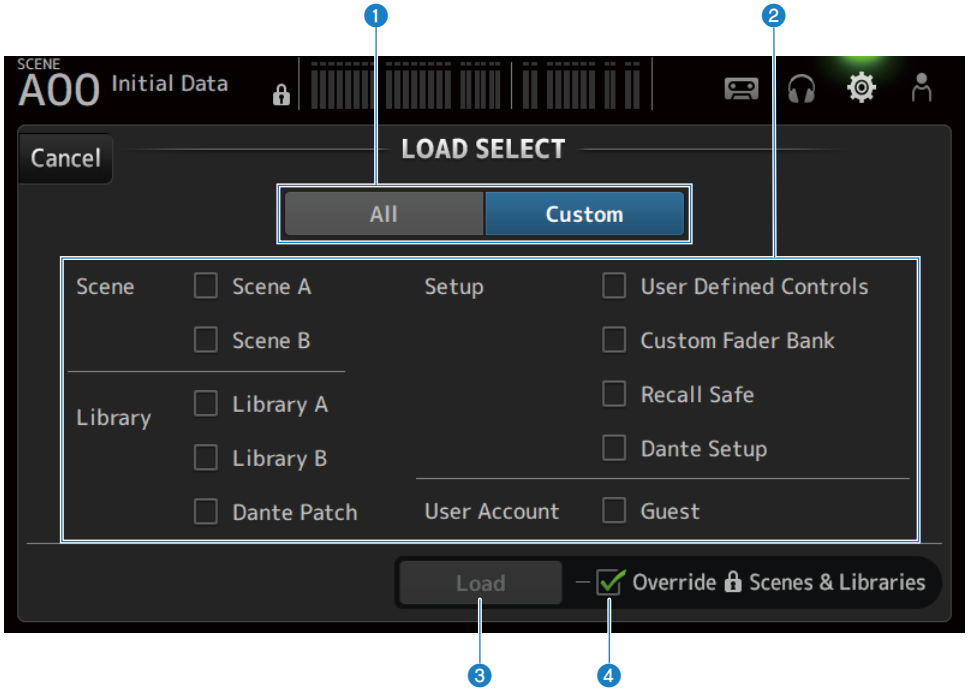 1 2
SCENE
A00 Initial Data
Cancel
LOAD SELECT
All Custom
Scene
Scene A
Scene B
Library
Library A
Library B
Dante Patch
Setup
User Defined Controls
Custom Fader Bank
Recall Safe
Dante Setup
User Account
Guest
Load
Override Scenes & Libraries
3 4